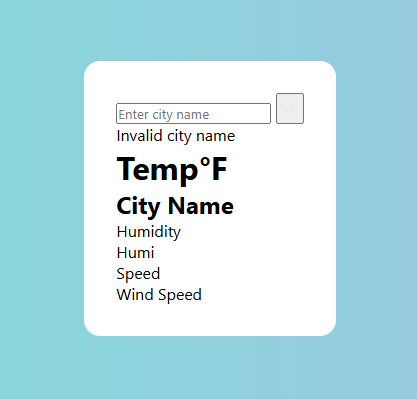 Enter city name
Invalid city name
Temp°F
City Name
Humidity
Humi
Speed
Wind Speed